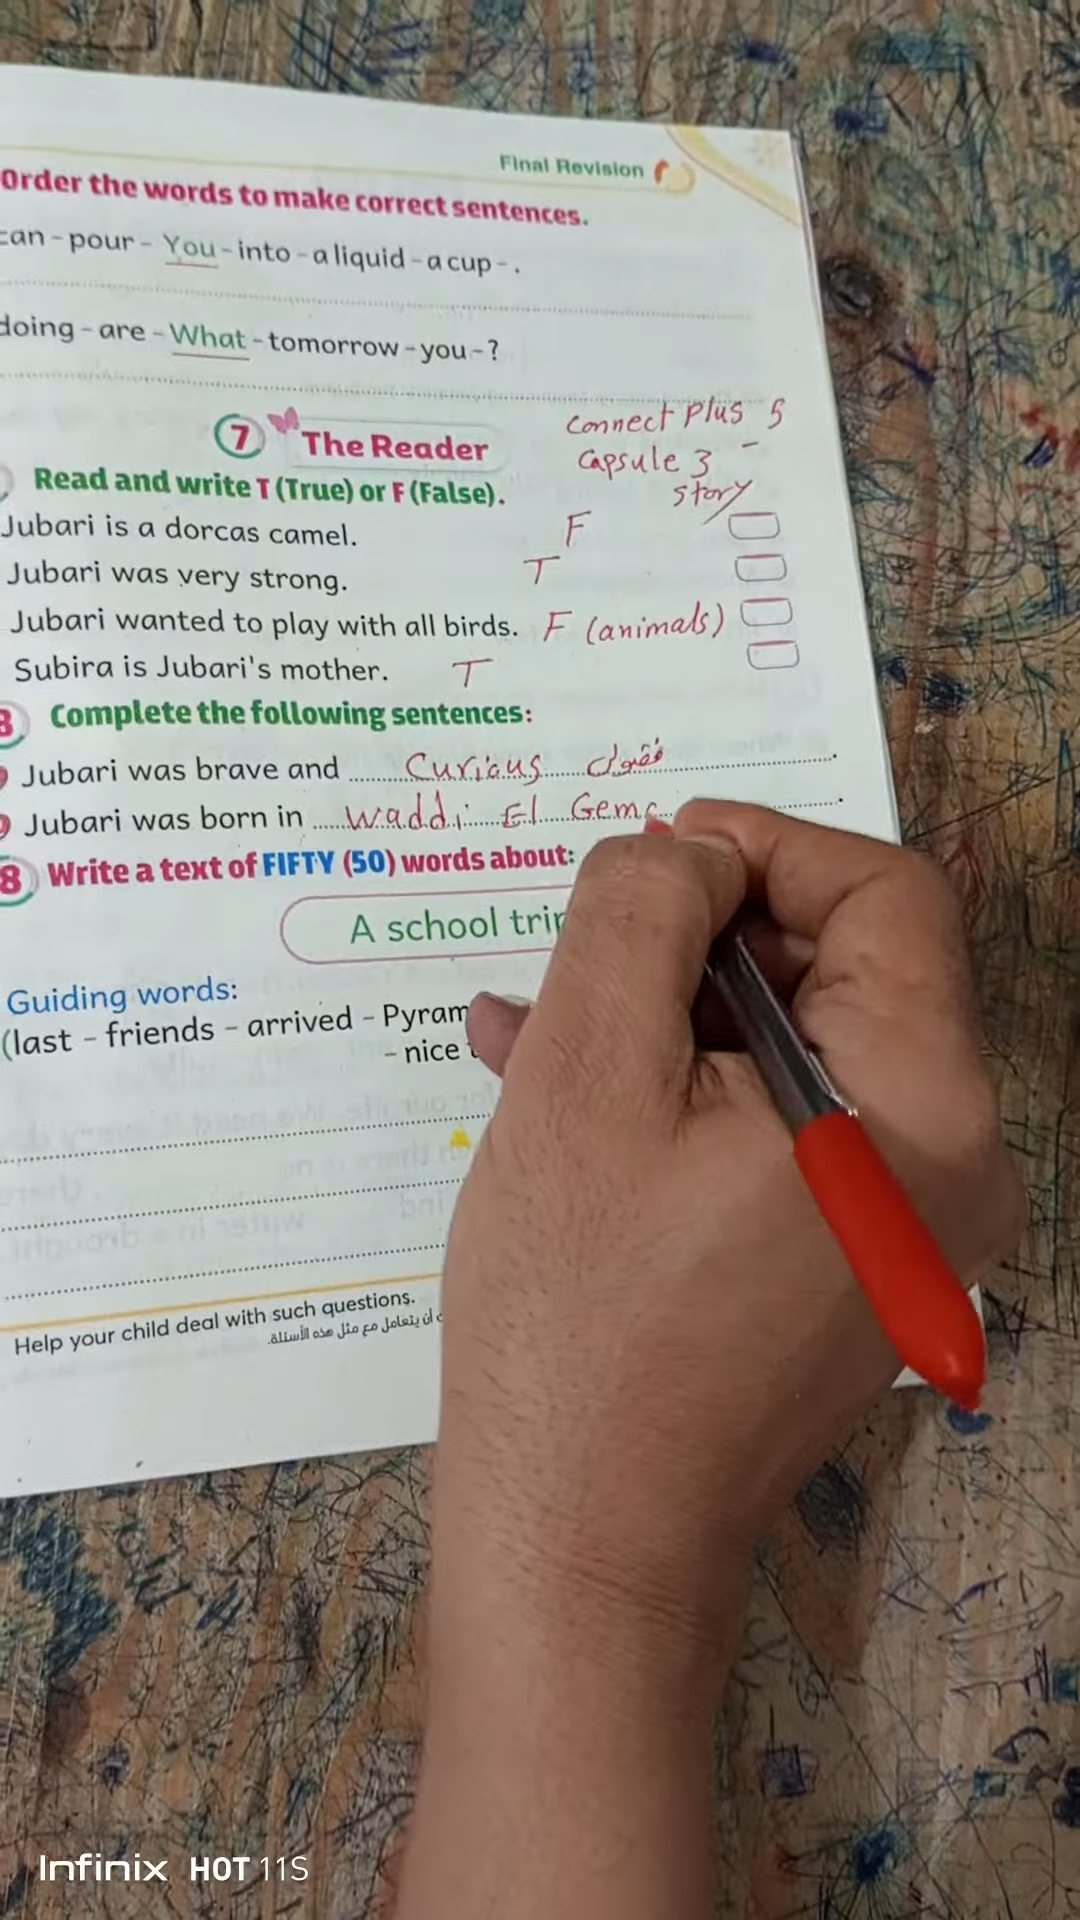 Final Revision
Order the words to make correct sentences.
can - pour - You - into - a liquid - a cup - .
doing - are - What - tomorrow - you - ?
7 The Reader
Connect Plus 5
Capsule 3
story
Read and write T (True) or F (False).
Jubari is a dorcas camel. F
Jubari was very strong. T
Jubari wanted to play with all birds. F (animals)
Subira is Jubari's mother. T
B Complete the following sentences:
Jubari was brave and Curious فضول .
Jubari was born in Waddi El Gema .
8 Write a text of FIFTY (50) words about:
A school trip
Guiding words:
(last - friends - arrived - Pyram
- nice
Help your child deal with such questions.
أن يتعامل مع مثل هذه الأسئلة.
Infinix HOT 11S